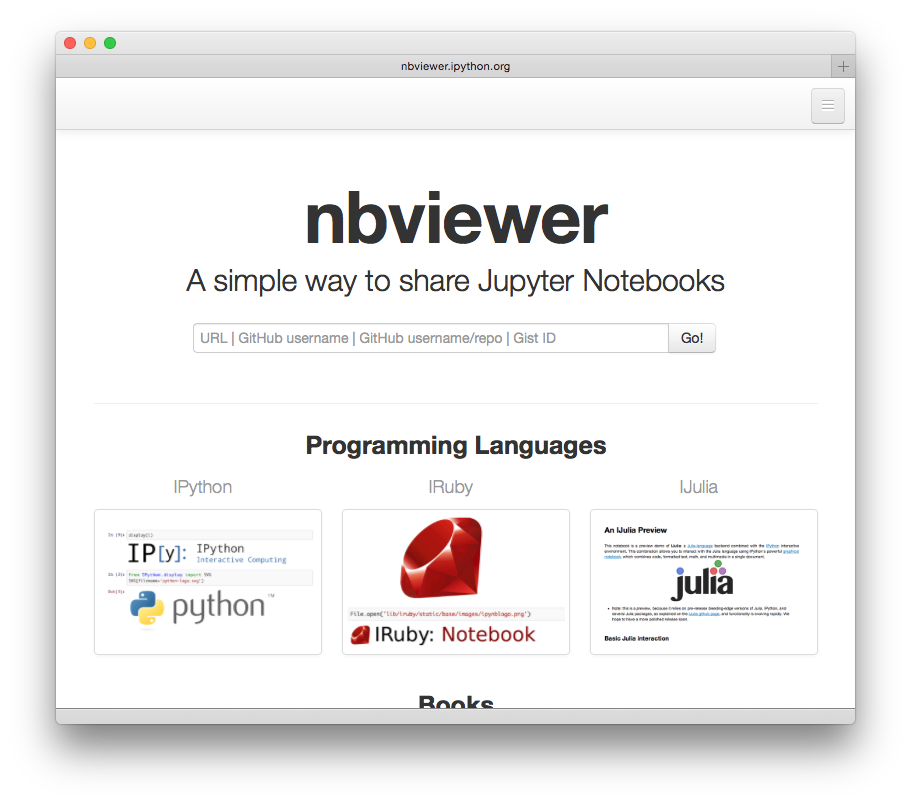 nbviewer.ipython.org
nbviewer
A simple way to share Jupyter Notebooks
URL | GitHub username | GitHub username/repo | Gist ID
Go!
Programming Languages
IPython
IRuby
IJulia
display(i)
IP[y]:
IPython
Interactive Computing
from IPython.display import SVG
SVG(filename='python-logo.svg')
python
TM
File.open('lib/iruby/static/base/images/ipynblogo.png')
IRuby: Notebook
An IJulia Preview
This notebook is a preview demo of IJulia: a Julia-language backend combined with the IPython interactive
environment. This combination allows you to interact with the Julia language using IPython's powerful graphical
notebook, which combines code, formatted text, math, and multimedia in a single document.
julia
Note: this is a preview, because it relies on pre-release bleeding-edge versions of Julia, IPython, and
several Julia packages, as explained on the IJulia github page, and functionality is evolving rapidly. We
hope to have a more polished release soon.
Basic Julia interaction
Books